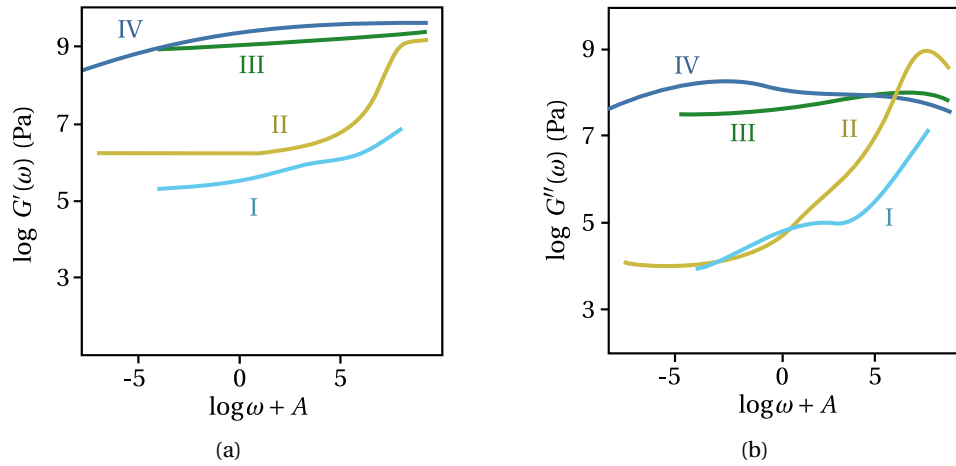 IV
9
III
7
II
5
I
3
-5
0
5
log G′(ω) (Pa)
log ω + A
(a)
9
IV
III
II
7
5
I
3
-5
0
5
log G″(ω) (Pa)
log ω + A
(b)